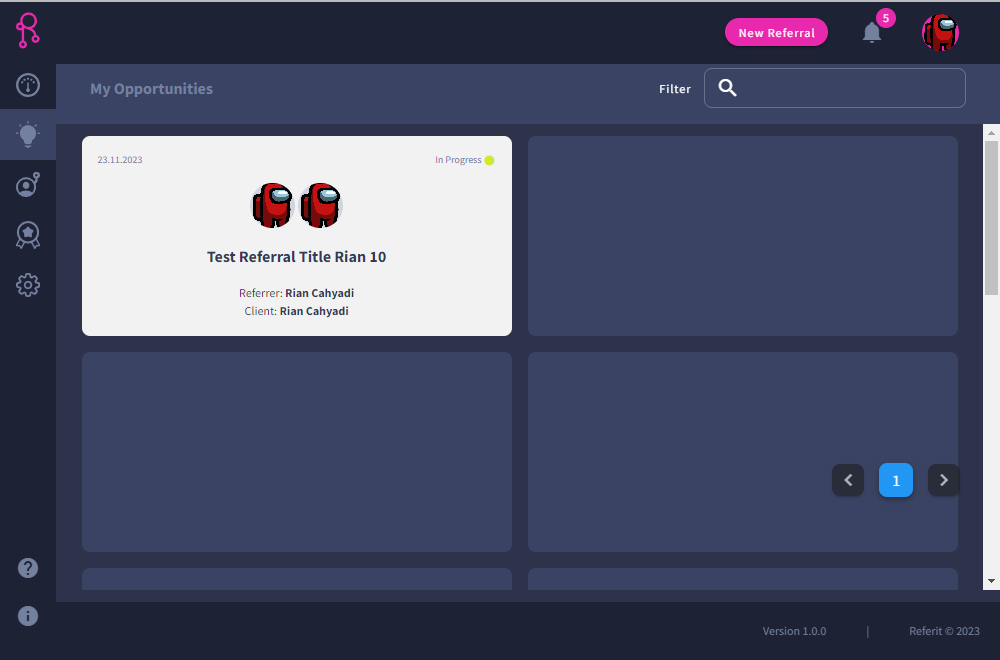 5
New Referral
My Opportunities
Filter
23.11.2023
In Progress
Test Referral Title Rian 10
Referrer: Rian Cahyadi
Client: Rian Cahyadi
1
Version 1.0.0 | Referit © 2023